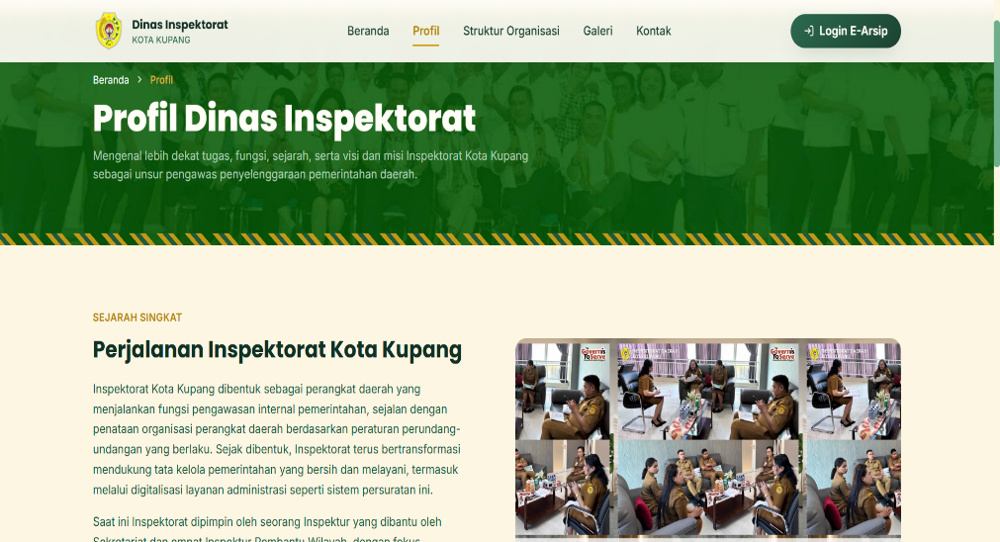 Dinas Inspektorat
KOTA KUPANG
Beranda
Profil
Struktur Organisasi
Galeri
Kontak
Login E-Arsip
Beranda > Profil
Profil Dinas Inspektorat
Mengenal lebih dekat tugas, fungsi, sejarah, serta visi dan misi Inspektorat Kota Kupang
sebagai unsur pengawas penyelenggaraan pemerintahan daerah.
SEJARAH SINGKAT
Perjalanan Inspektorat Kota Kupang
Inspektorat Kota Kupang dibentuk sebagai perangkat daerah yang
menjalankan fungsi pengawasan internal pemerintahan, sejalan dengan
penataan organisasi perangkat daerah berdasarkan peraturan perundang-
undangan yang berlaku. Sejak dibentuk, Inspektorat terus bertransformasi
mendukung tata kelola pemerintahan yang bersih dan melayani, termasuk
melalui digitalisasi layanan administrasi seperti sistem persuratan ini.
Saat ini Inspektorat dipimpin oleh seorang Inspektur yang dibantu oleh
Sekretariat dan empat Inspektur Pembantu Wilayah, dengan fokus